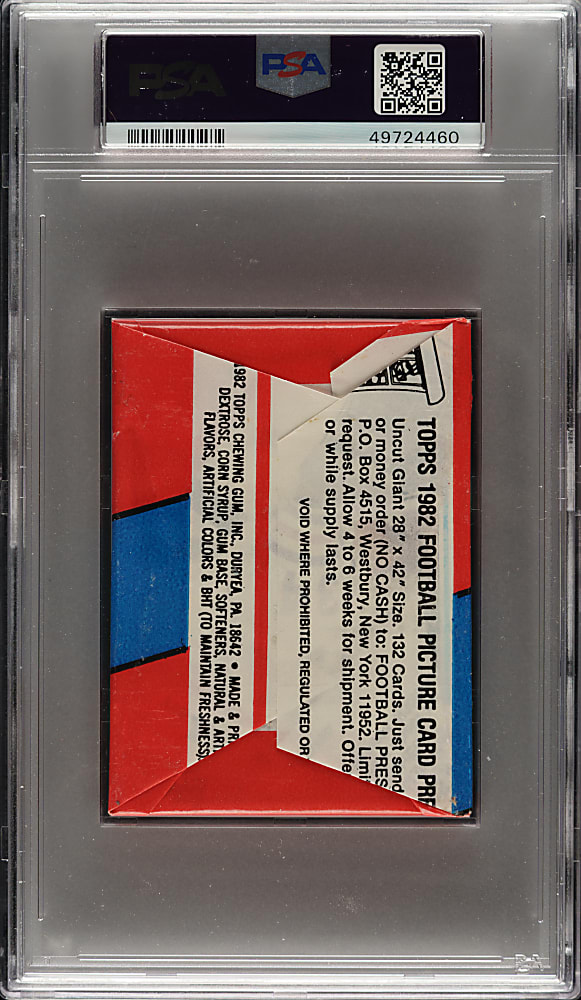 PSA
PSA
49724460
TOPPS 1982 FOOTBALL PICTURE CARD
Uncut Giant 28" x 42" Size. 132 Cards. Just send
or money order (NO CASH) to: FOOTBALL PRES
P.O. Box 4515, Westbury, New York 11952. Limi
request. Allow 4 to 6 weeks for shipment. Offe
or while supply lasts.
VOID WHERE PROHIBITED, REGULATED OR
1982 TOPPS CHEWING GUM, INC., DURYEA, PA. 18642 • MADE & PR
DEXTROSE, CORN SYRUP, GUM BASE, SOFTENERS, NATURAL & ART
FLAVORS, ARTIFICIAL COLORS & BHT (TO MAINTAIN FRESHNESS)
PSA